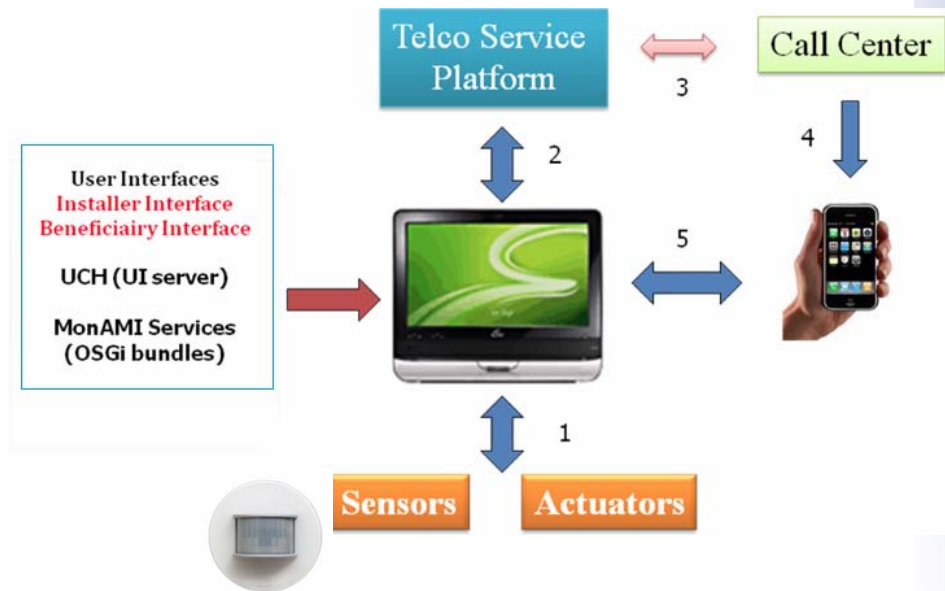 Telco Service
Platform
3
Call Center
2
4
User Interfaces
Installer Interface
Beneficiairy Interface
UCH (UI server)
MonAMI Services
(OSGi bundles)
5
1
Sensors
Actuators